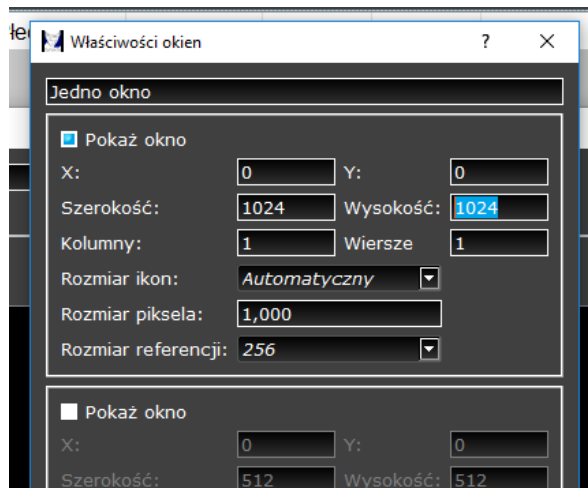 Właściwości okien ? ×
Jedno okno
Pokaż okno
X: 0 Y: 0
Szerokość: 1024 Wysokość: 1024
Kolumny: 1 Wiersze 1
Rozmiar ikon: Automatyczny
Rozmiar piksela: 1,000
Rozmiar referencji: 256
Pokaż okno
X: 0 Y: 0
Szerokość: 512 Wysokość: 512